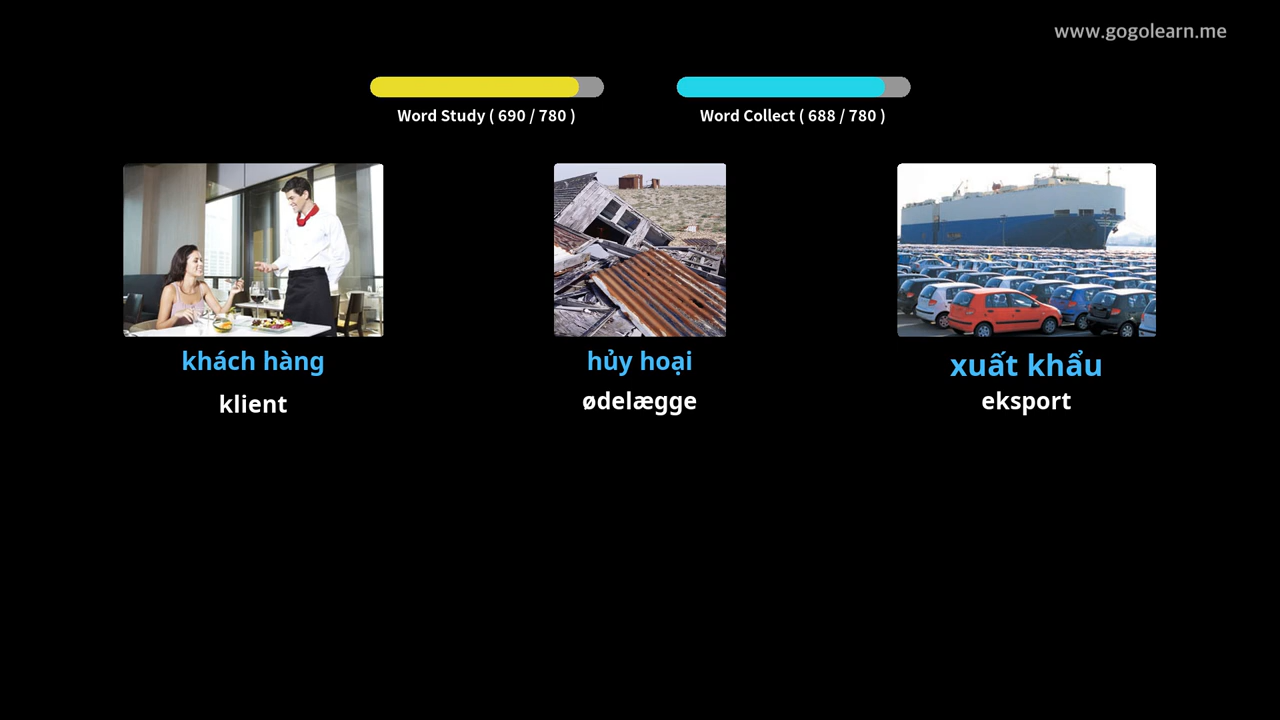 www.gogolearn.me
Word Study ( 690 / 780 )
Word Collect ( 688 / 780 )
khách hàng
klient
hủy hoại
ødelægge
xuất khẩu
eksport